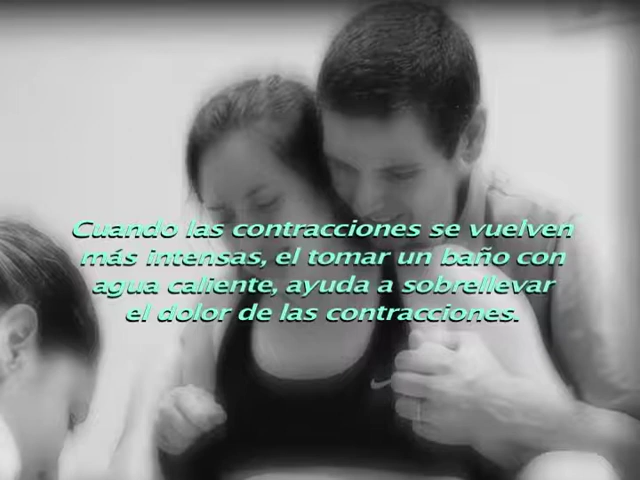 Cuando las contracciones se vuelven
más intensas, el tomar un baño con
agua caliente, ayuda a sobrellevar
el dolor de las contracciones.